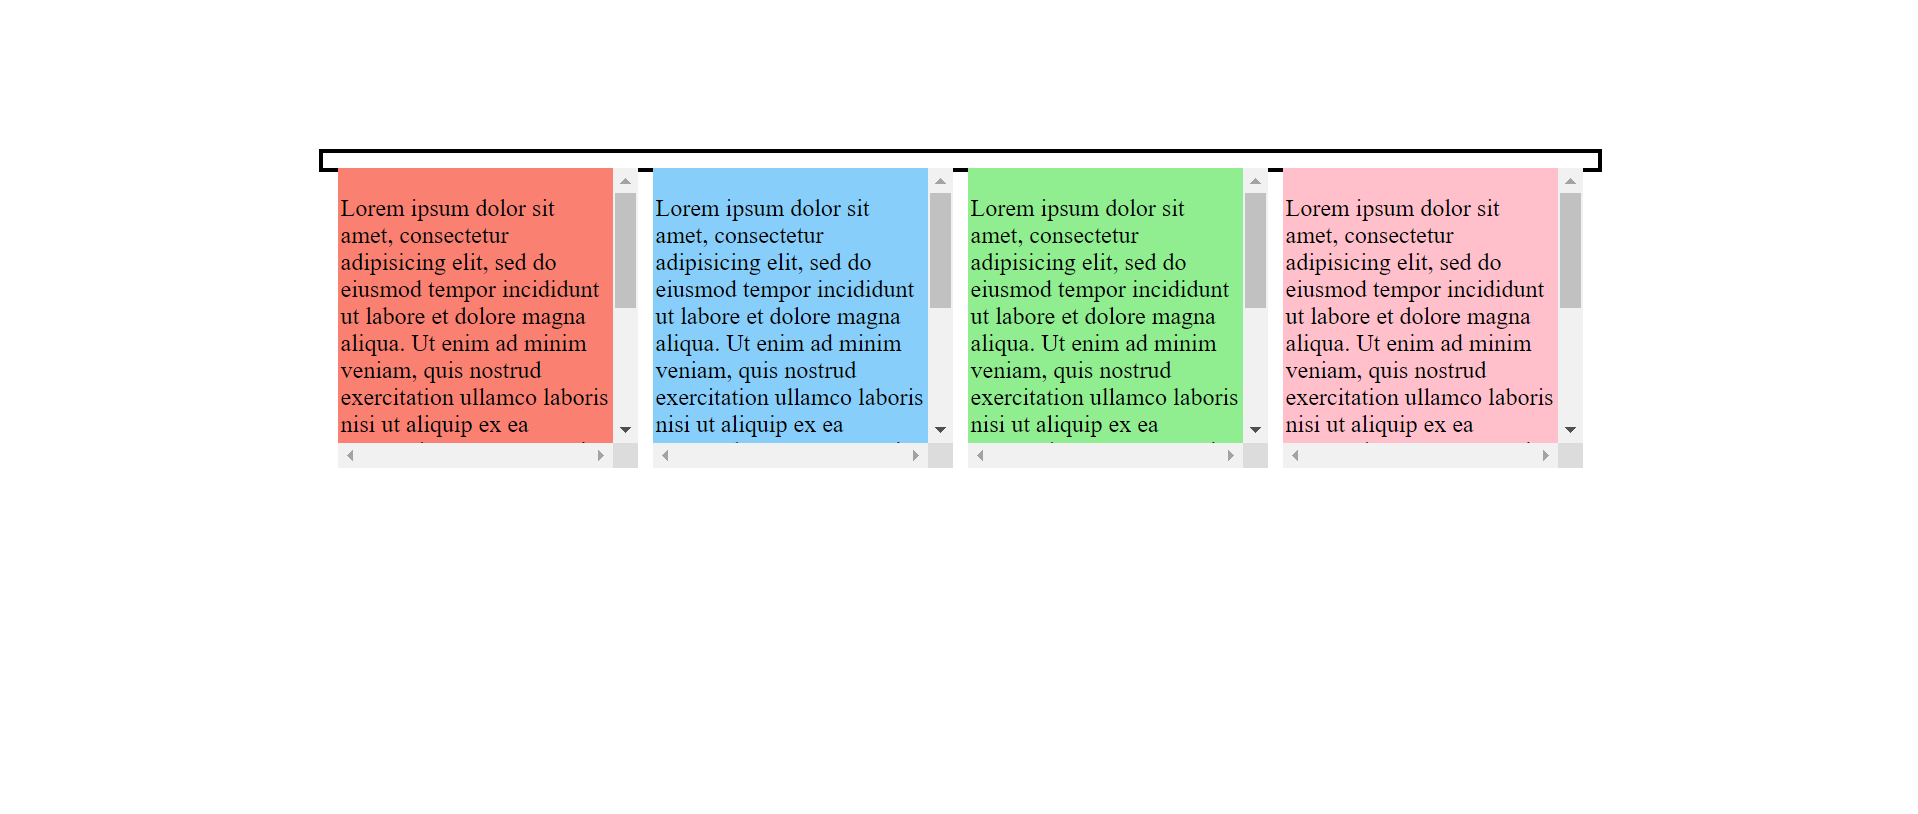 Lorem ipsum dolor sit
amet, consectetur
adipisicing elit, sed do
eiusmod tempor incididunt
ut labore et dolore magna
aliqua. Ut enim ad minim
veniam, quis nostrud
exercitation ullamco laboris
nisi ut aliquip ex ea
Lorem ipsum dolor sit
amet, consectetur
adipisicing elit, sed do
eiusmod tempor incididunt
ut labore et dolore magna
aliqua. Ut enim ad minim
veniam, quis nostrud
exercitation ullamco laboris
nisi ut aliquip ex ea
Lorem ipsum dolor sit
amet, consectetur
adipisicing elit, sed do
eiusmod tempor incididunt
ut labore et dolore magna
aliqua. Ut enim ad minim
veniam, quis nostrud
exercitation ullamco laboris
nisi ut aliquip ex ea
Lorem ipsum dolor sit
amet, consectetur
adipisicing elit, sed do
eiusmod tempor incididunt
ut labore et dolore magna
aliqua. Ut enim ad minim
veniam, quis nostrud
exercitation ullamco laboris
nisi ut aliquip ex ea